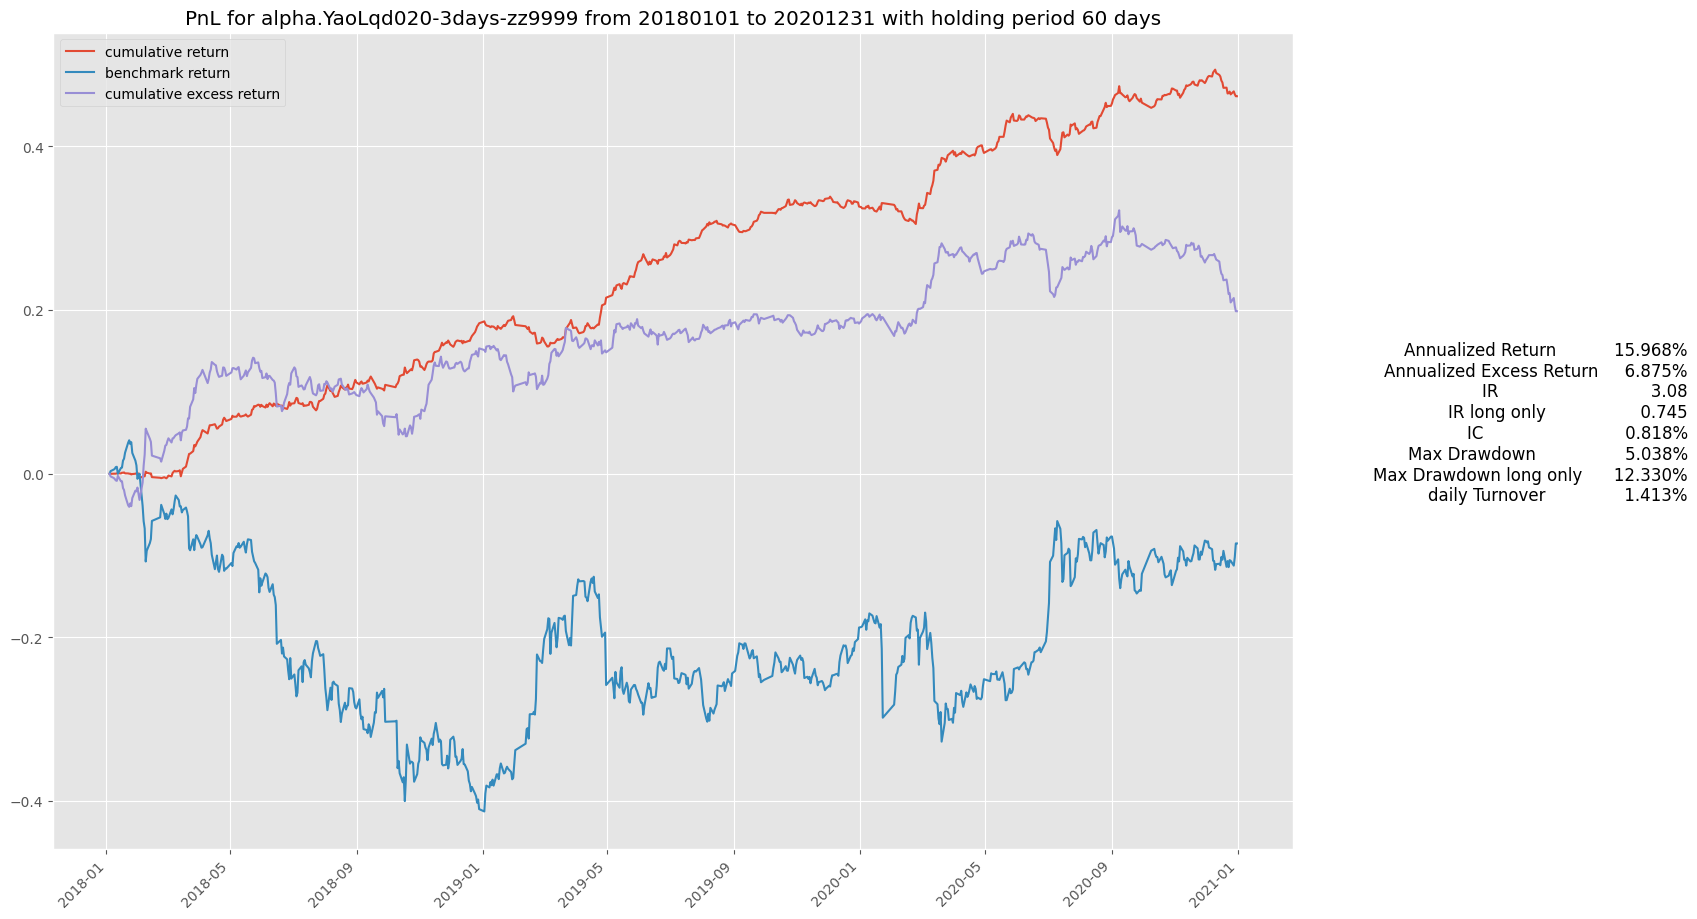 PnL for alpha.YaoLqd020-3days-zz9999 from 20180101 to 20201231 with holding period 60 days
cumulative return
benchmark return
cumulative excess return
0.4
0.2
0.0
−0.2
−0.4
2018-01
2018-05
2018-09
2019-01
2019-05
2019-09
2020-01
2020-05
2020-09
2021-01
Annualized Return 15.968%
Annualized Excess Return 6.875%
IR 3.08
IR long only 0.745
IC 0.818%
Max Drawdown 5.038%
Max Drawdown long only 12.330%
daily Turnover 1.413%